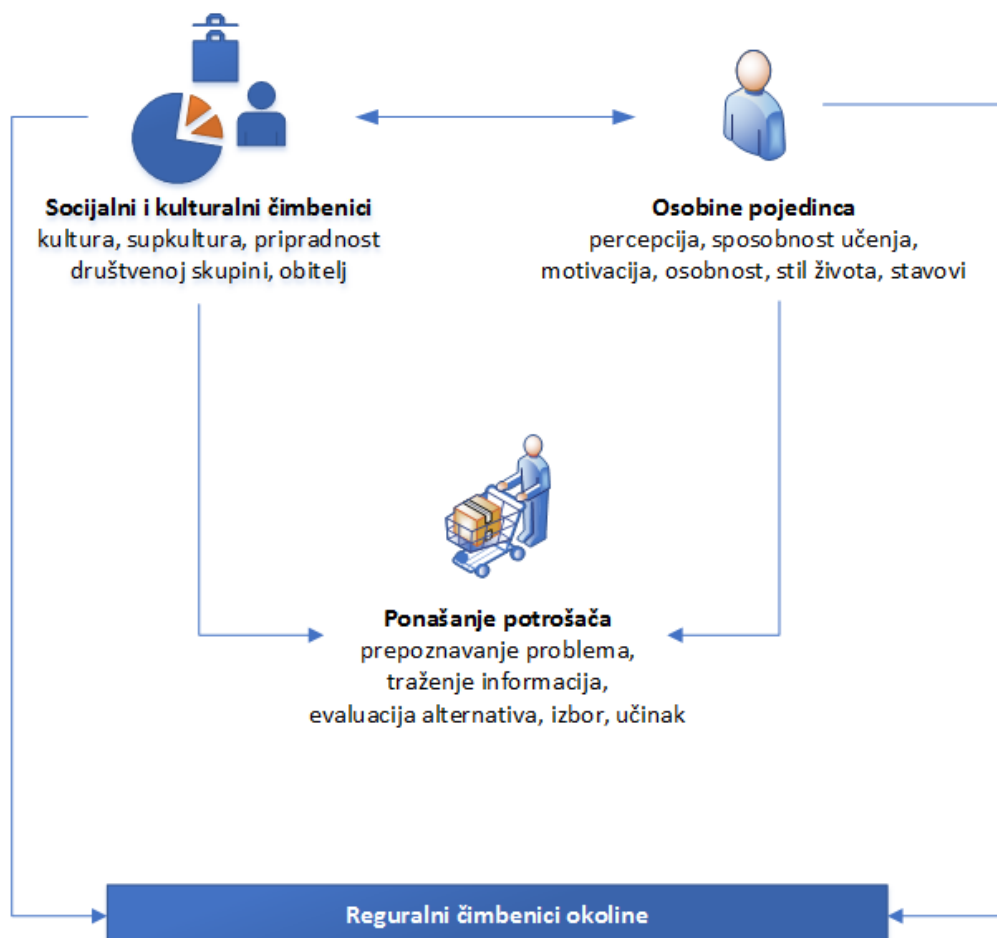 Socijalni i kulturalni čimbenici
kultura, supkultura, pripradnost
društvenoj skupini, obitelj
Osobine pojedinca
percepcija, sposobnost učenja,
motivacija, osobnost, stil života, stavovi
Ponašanje potrošača
prepoznavanje problema,
traženje informacija,
evaluacija alternativa, izbor, učinak
Reguralni čimbenici okoline